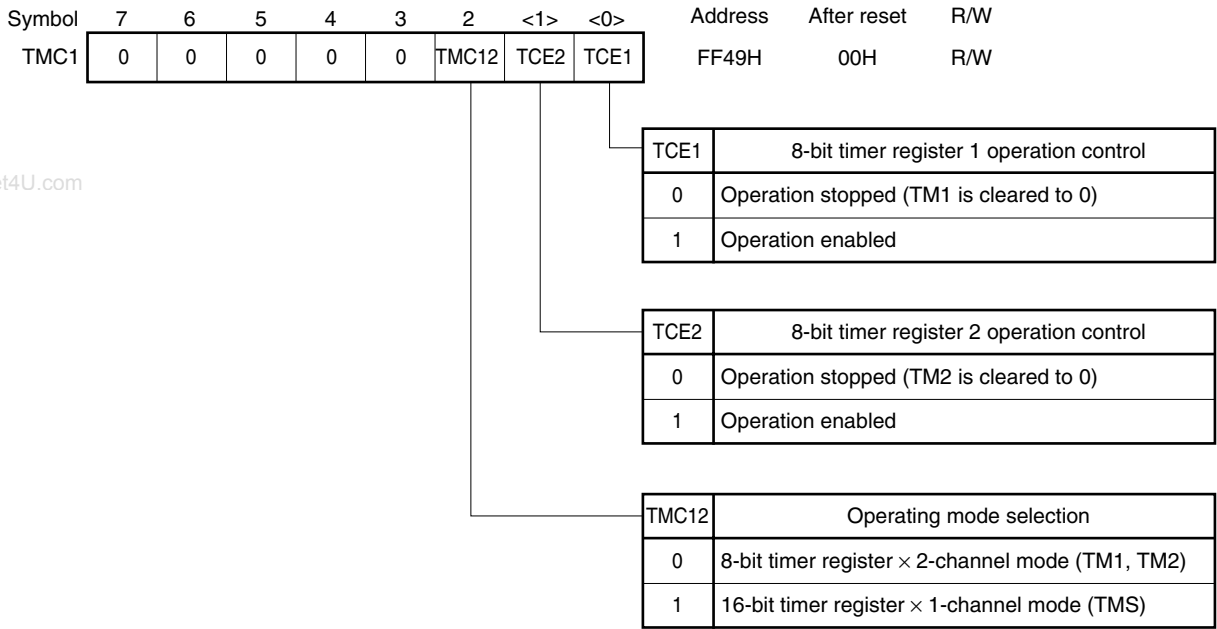 Symbol 7 6 5 4 3 2 <1> <0> Address After reset R/W
TMC1 0 0 0 0 0 TMC12 TCE2 TCE1 FF49H 00H R/W
TCE1 8-bit timer register 1 operation control
0 Operation stopped (TM1 is cleared to 0)
1 Operation enabled
et4U.com
TCE2 8-bit timer register 2 operation control
0 Operation stopped (TM2 is cleared to 0)
1 Operation enabled
TMC12 Operating mode selection
0 8-bit timer register × 2-channel mode (TM1, TM2)
1 16-bit timer register × 1-channel mode (TMS)